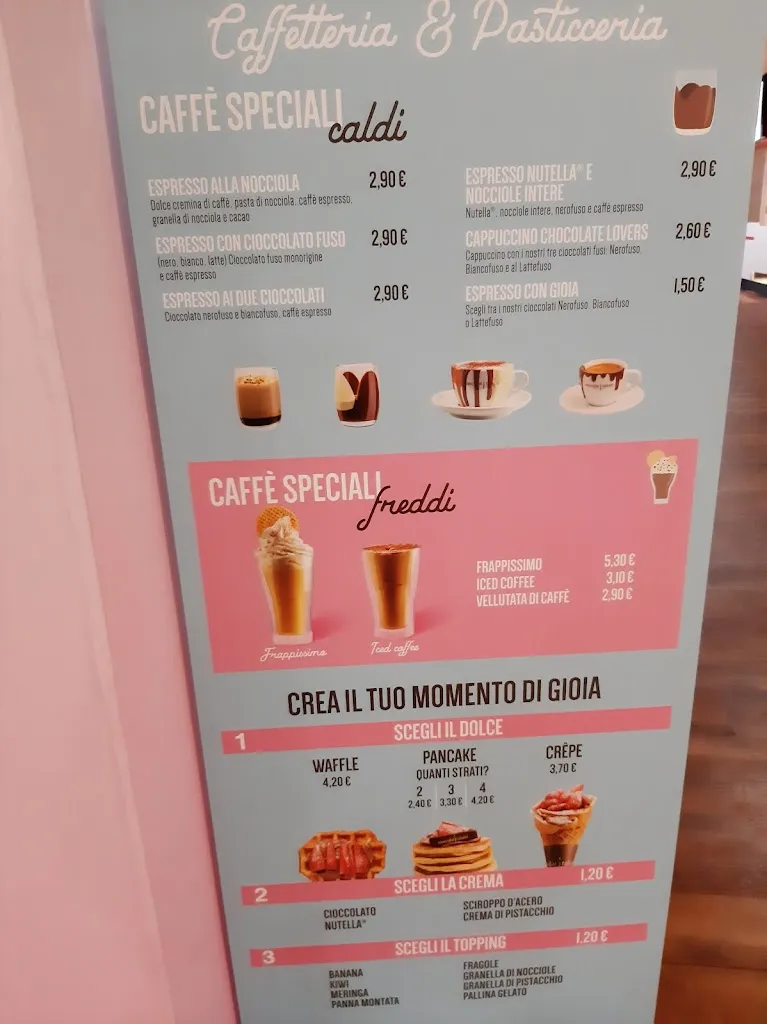 Caffetteria & Pasticceria
CAFFÈ SPECIALI
caldi
ESPRESSO ALLA NOCCIOLA 2,90 €
Dolce cremina di caffè, pasta di nocciola, caffè espresso,
granella di nocciola e cacao
ESPRESSO CON CIOCCOLATO FUSO 2,90 €
(nero, bianco, latte) Cioccolato fuso monorigine
e caffè espresso
ESPRESSO AI DUE CIOCCOLATI 2,90 €
Cioccolato nerofuso e biancofuso, caffè espresso
ESPRESSO NUTELLA® E 2,90 €
NOCCIOLE INTERE
Nutella®, nocciole intere, nerofuso e caffè espresso
CAPPUCCINO CHOCOLATE LOVERS 2,60 €
Cappuccino con i nostri tre cioccolati fusi: Nerofuso,
Biancofuso e al Lattefuso
ESPRESSO CON GIOIA 1,50 €
Scegli tra i nostri cioccolati Nerofuso, Biancofuso
o Lattefuso
CAFFÈ SPECIALI
freddi
FRAPPISSIMO 5,30 €
ICED COFFEE 3,10 €
VELLUTATA DI CAFFÈ 2,90 €
Frappissimo
Iced coffee
CREA IL TUO MOMENTO DI GIOIA
1 SCEGLI IL DOLCE
WAFFLE
4,20 €
PANCAKE
QUANTI STRATI?
2 3 4
2,40 € 3,30 € 4,20 €
CRÊPE
3,70 €
2 SCEGLI LA CREMA 1,20 €
CIOCCOLATO
NUTELLA®
SCIROPPO D'ACERO
CREMA DI PISTACCHIO
3 SCEGLI IL TOPPING 1,20 €
BANANA
KIWI
MERINGA
PANNA MONTATA
FRAGOLE
GRANELLA DI NOCCIOLE
GRANELLA DI PISTACCHIO
PALLINA GELATO